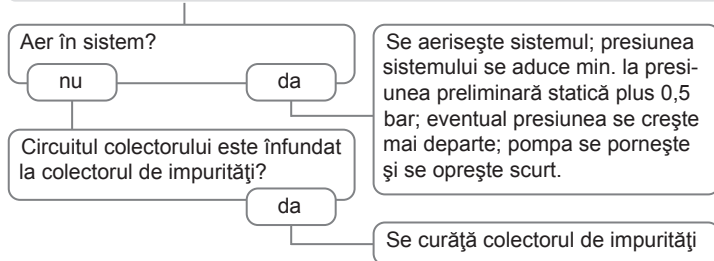 Aer în sistem?
nu
da
Se aeriseşte sistemul; presiunea
sistemului se aduce min. la presi-
unea preliminară statică plus 0,5
bar; eventual presiunea se creşte
mai departe; pompa se porneşte
şi se opreşte scurt.
Circuitul colectorului este înfundat
la colectorul de impurităţi?
da
Se curăţă colectorul de impurităţi